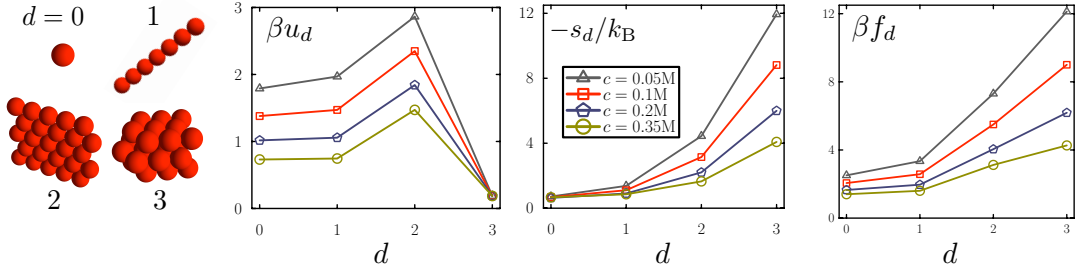 d = 0
1
2
3
βu_d
3
2
1
0
0 1 2 3
d
−s_d/k_B
12
8
4
0
c = 0.05M
c = 0.1M
c = 0.2M
c = 0.35M
0 1 2 3
d
βf_d
12
8
4
0
0 1 2 3
d